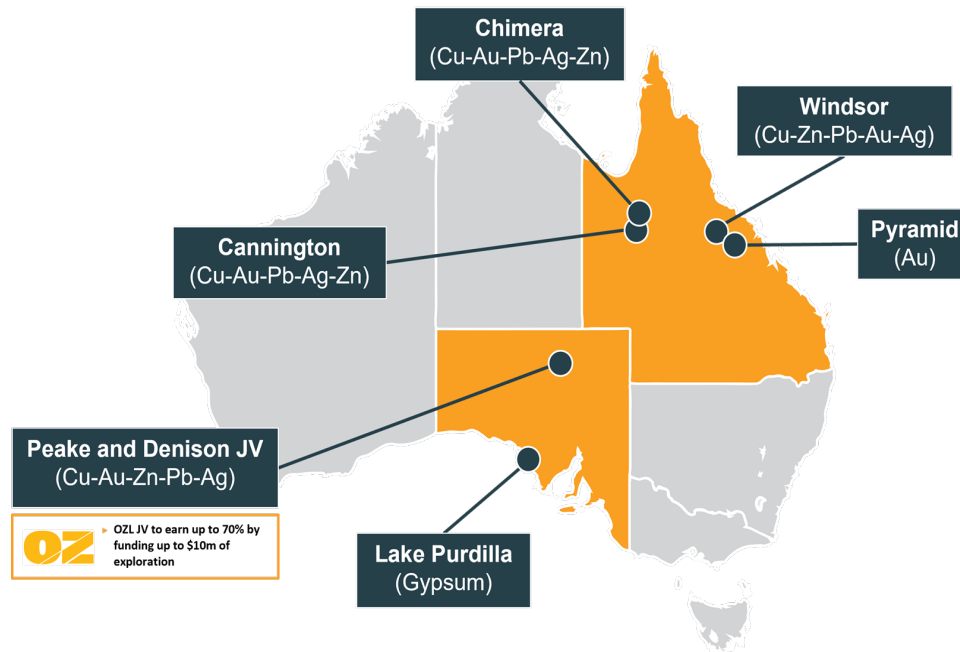 Chimera
(Cu-Au-Pb-Ag-Zn)
Windsor
(Cu-Zn-Pb-Au-Ag)
Pyramid
(Au)
Cannington
(Cu-Au-Pb-Ag-Zn)
Peake and Denison JV
(Cu-Au-Zn-Pb-Ag)
OZ
OZL JV to earn up to 70% by
funding up to $10m of
exploration
Lake Purdilla
(Gypsum)